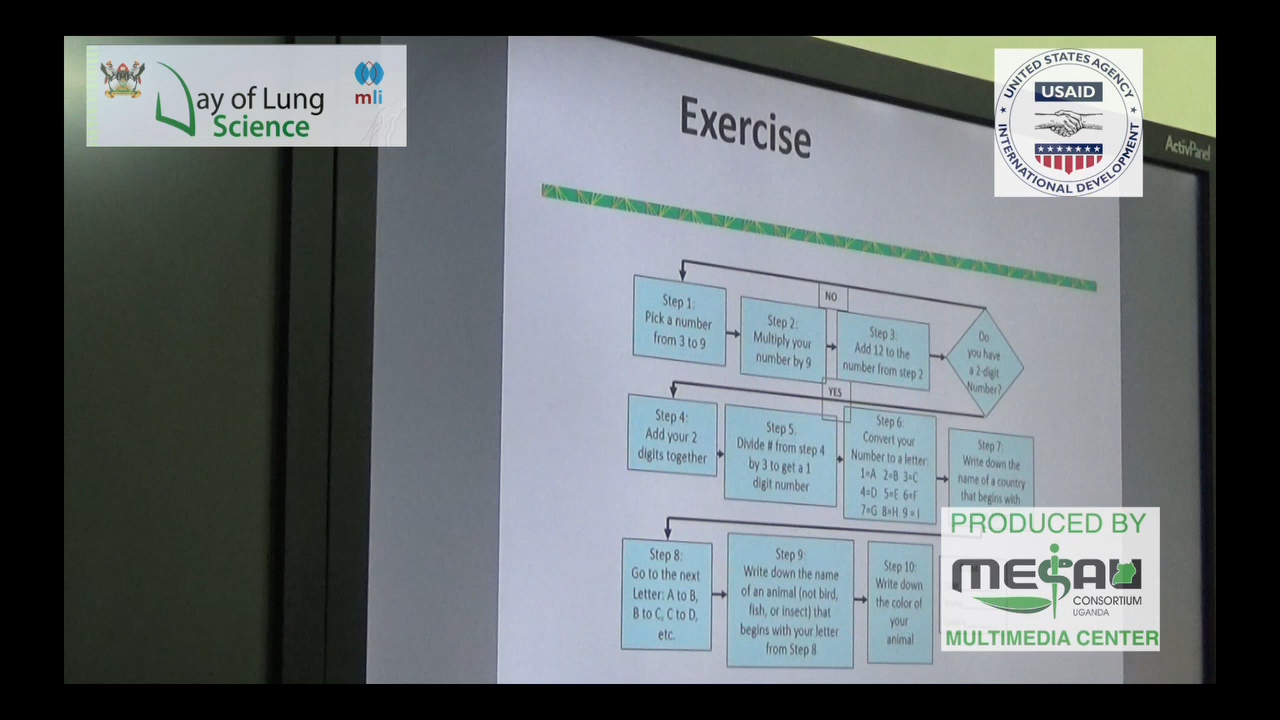 Day of Lung
Science
mli
UNITED STATES AGENCY
USAID
INTERNATIONAL DEVELOPMENT
ActivPanel
Exercise
NO
Step 1:
Pick a number
from 3 to 9
Step 2:
Multiply your
number by 9
Step 3:
Add 12 to the
number from step 2
Do
you have
a 2-digit
Number?
YES
Step 4:
Add your 2
digits together
Step 5:
Divide # from step 4
by 3 to get a 1
digit number
Step 6:
Convert your
Number to a letter:
1=A 2=B 3=C
4=D 5=E 6=F
7=G 8=H 9=I
Step 7:
Write down the
name of a country
that begins with
Step 8:
Go to the next
Letter: A to B,
B to C, C to D,
etc.
Step 9:
Write down the name
of an animal (not bird,
fish, or insect) that
begins with your letter
from Step 8
Step 10:
Write down
the color of
your
animal
PRODUCED BY
MESAU
CONSORTIUM
UGANDA
MULTIMEDIA CENTER